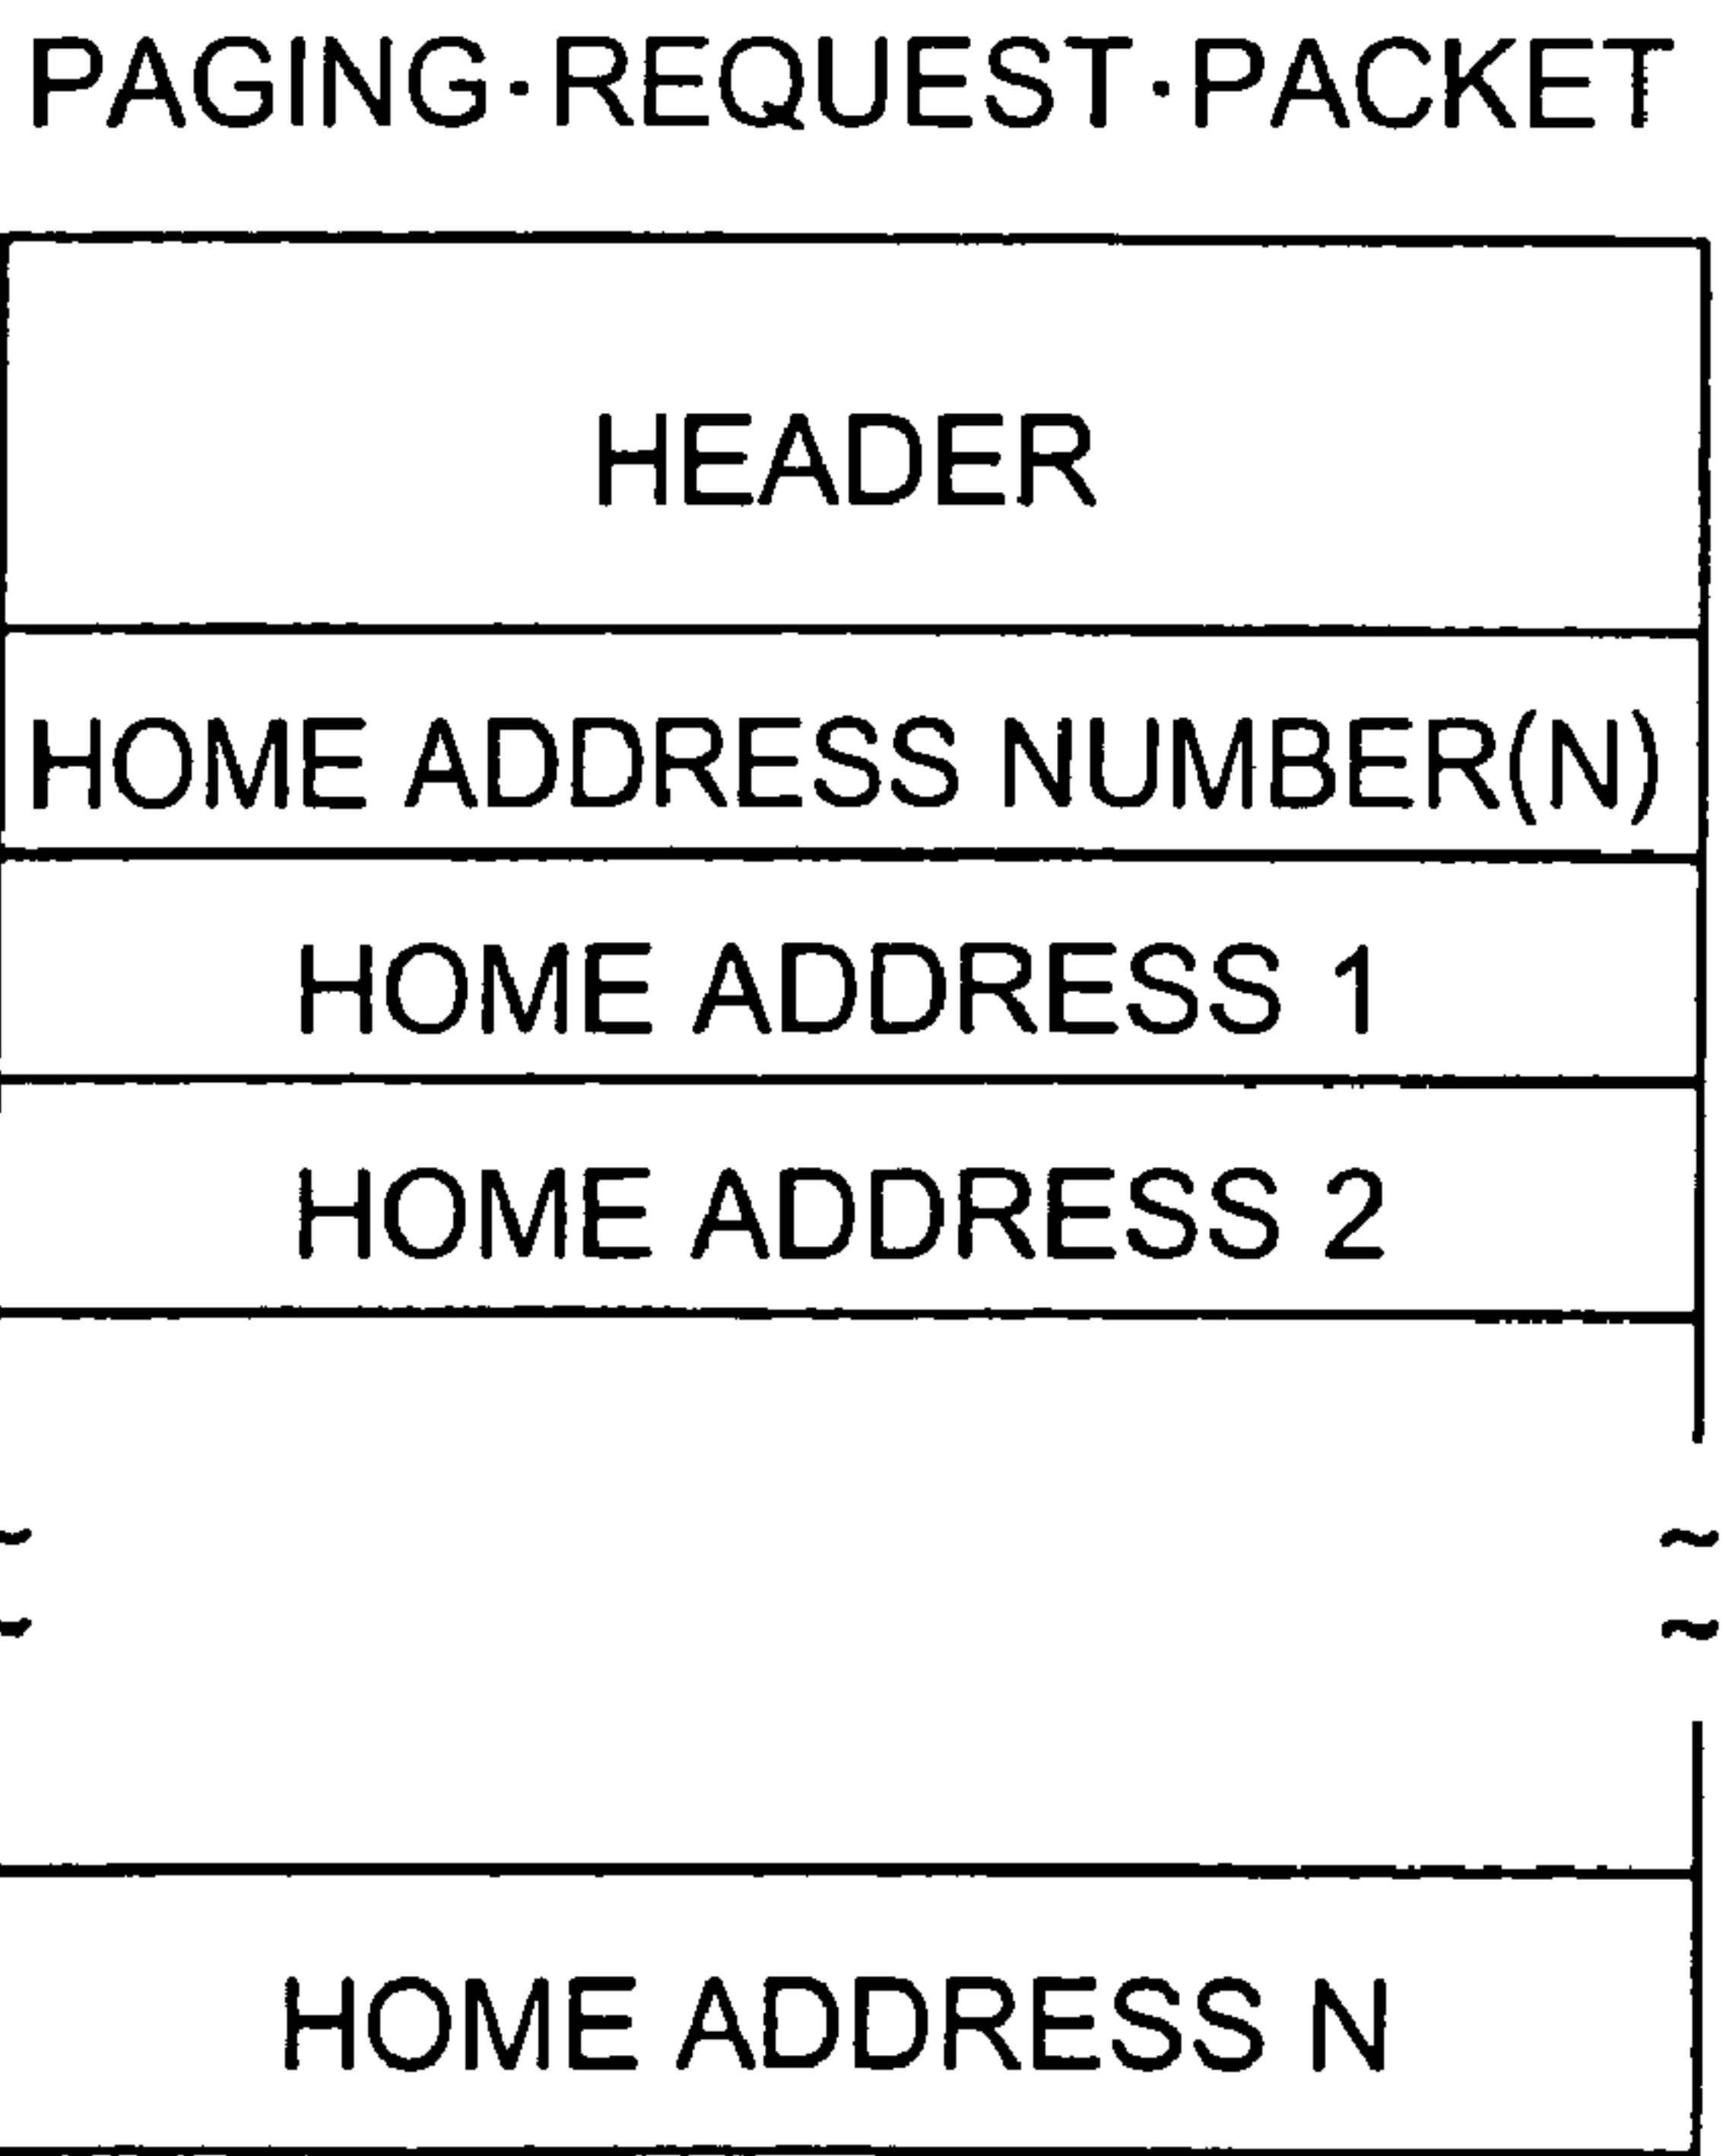 PAGING·REQUEST·PACKET
HEADER
HOME ADDRESS NUMBER(N)
HOME ADDRESS 1
HOME ADDRESS 2
~ ~
~ ~
HOME ADDRESS N